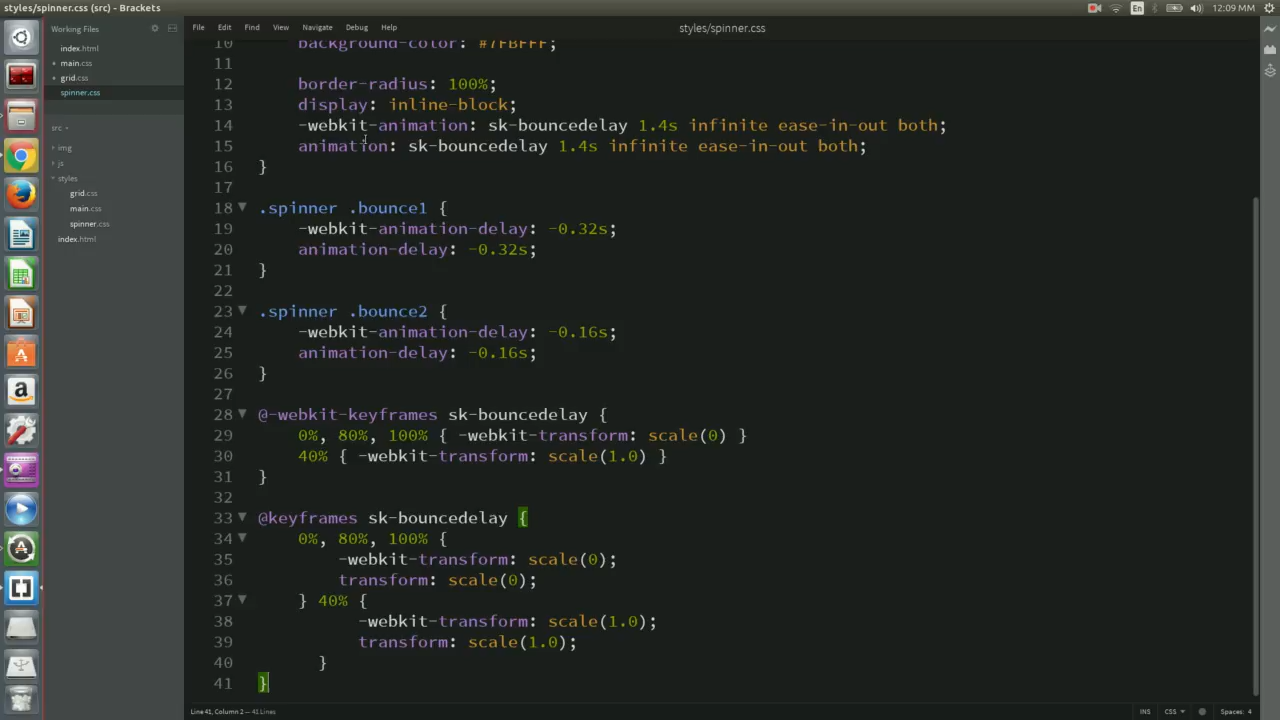 styles/spinner.css (src) - Brackets
En
12:09 MM
Working Files
index.html
main.css
grid.css
spinner.css
src
img
js
styles
grid.css
main.css
spinner.css
index.html
File Edit Find View Navigate Debug Help
styles/spinner.css
10 background-color: #7FBFFF;
11
12 border-radius: 100%;
13 display: inline-block;
14 -webkit-animation: sk-bouncedelay 1.4s infinite ease-in-out both;
15 animation: sk-bouncedelay 1.4s infinite ease-in-out both;
16 }
17
18 .spinner .bounce1 {
19 -webkit-animation-delay: -0.32s;
20 animation-delay: -0.32s;
21 }
22
23 .spinner .bounce2 {
24 -webkit-animation-delay: -0.16s;
25 animation-delay: -0.16s;
26 }
27
28 @-webkit-keyframes sk-bouncedelay {
29 0%, 80%, 100% { -webkit-transform: scale(0) }
30 40% { -webkit-transform: scale(1.0) }
31 }
32
33 @keyframes sk-bouncedelay {
34 0%, 80%, 100% {
35 -webkit-transform: scale(0);
36 transform: scale(0);
37 } 40% {
38 -webkit-transform: scale(1.0);
39 transform: scale(1.0);
40 }
41 }
Line 41, Column 2 — 41 Lines
INS CSS Spaces: 4